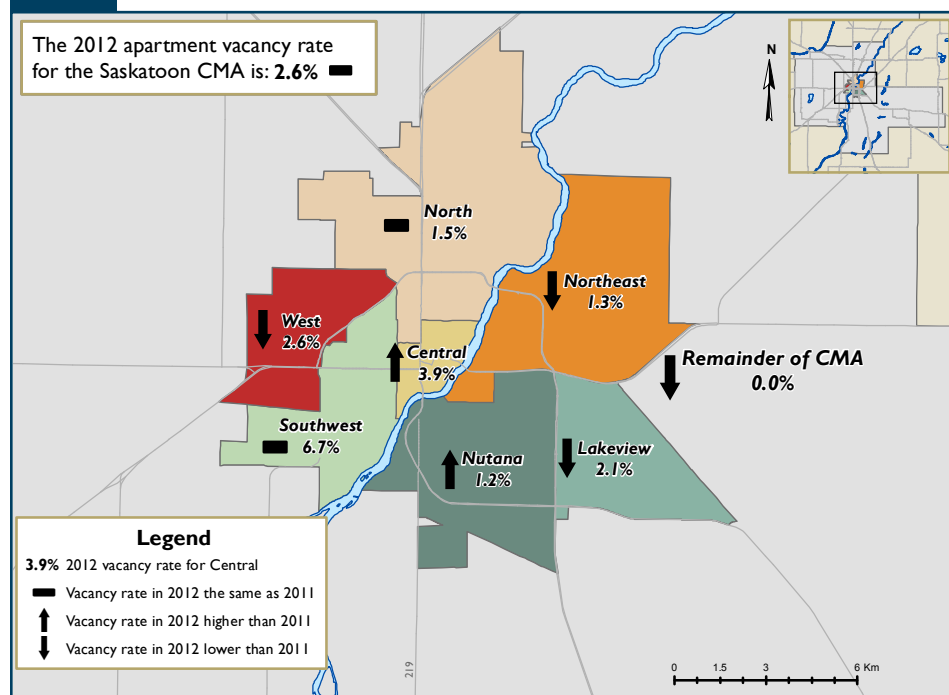 The 2012 apartment vacancy rate
for the Saskatoon CMA is: 2.6%
N
North
1.5%
Northeast
1.3%
West
2.6%
Central
3.9%
Remainder of CMA
0.0%
Southwest
6.7%
Nutana
1.2%
Lakeview
2.1%
Legend
3.9% 2012 vacancy rate for Central
Vacancy rate in 2012 the same as 2011
Vacancy rate in 2012 higher than 2011
Vacancy rate in 2012 lower than 2011
219
0 1.5 3 6 Km